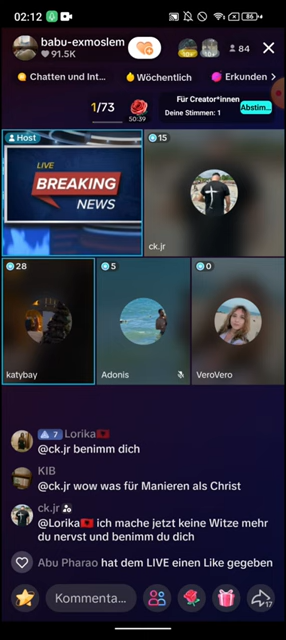 02:12
86
babu-exmoslem
91.5K
10+
84
Chatten und Int...
Wöchentlich
Erkunden
1/73
50:39
Für Creator*innen
Deine Stimmen: 1
Abstim...
Host
LIVE
BREAKING
NEWS
15
ck.jr
28
katybay
5
Adonis
0
VeroVero
7 Lorika🇦🇱
@ck.jr benimm dich
KIB
@ck.jr wow was für Manieren als Christ
ck.jr
@Lorika🇦🇱 ich mache jetzt keine Witze mehr
du nervst und benimm du dich
Abu Pharao hat dem LIVE einen Like gegeben
Kommenta...
17